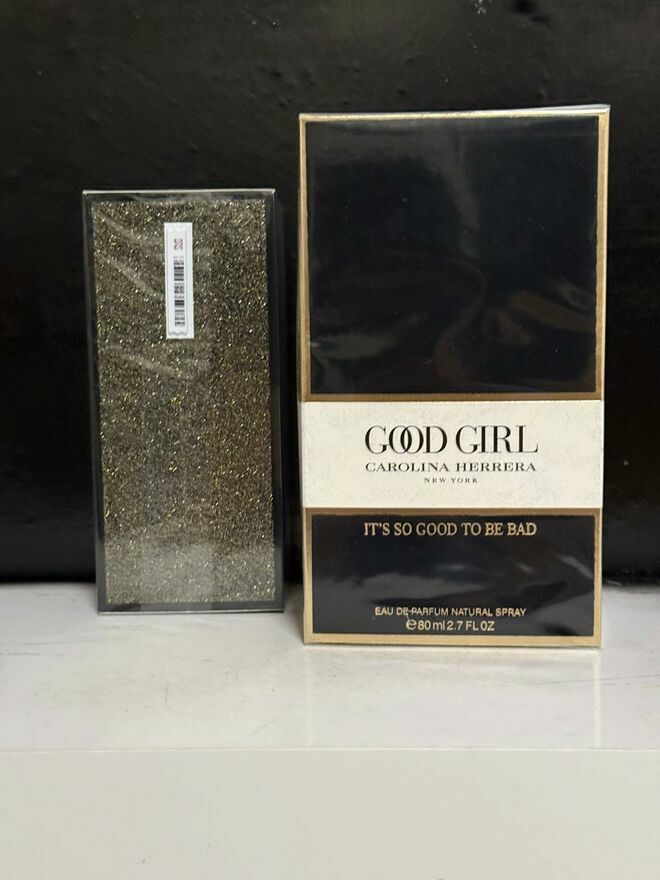 GOOD GIRL
CAROLINA HERRERA
NEW YORK
IT'S SO GOOD TO BE BAD
EAU DE PARFUM NATURAL SPRAY
e 80 ml 2.7 FL OZ